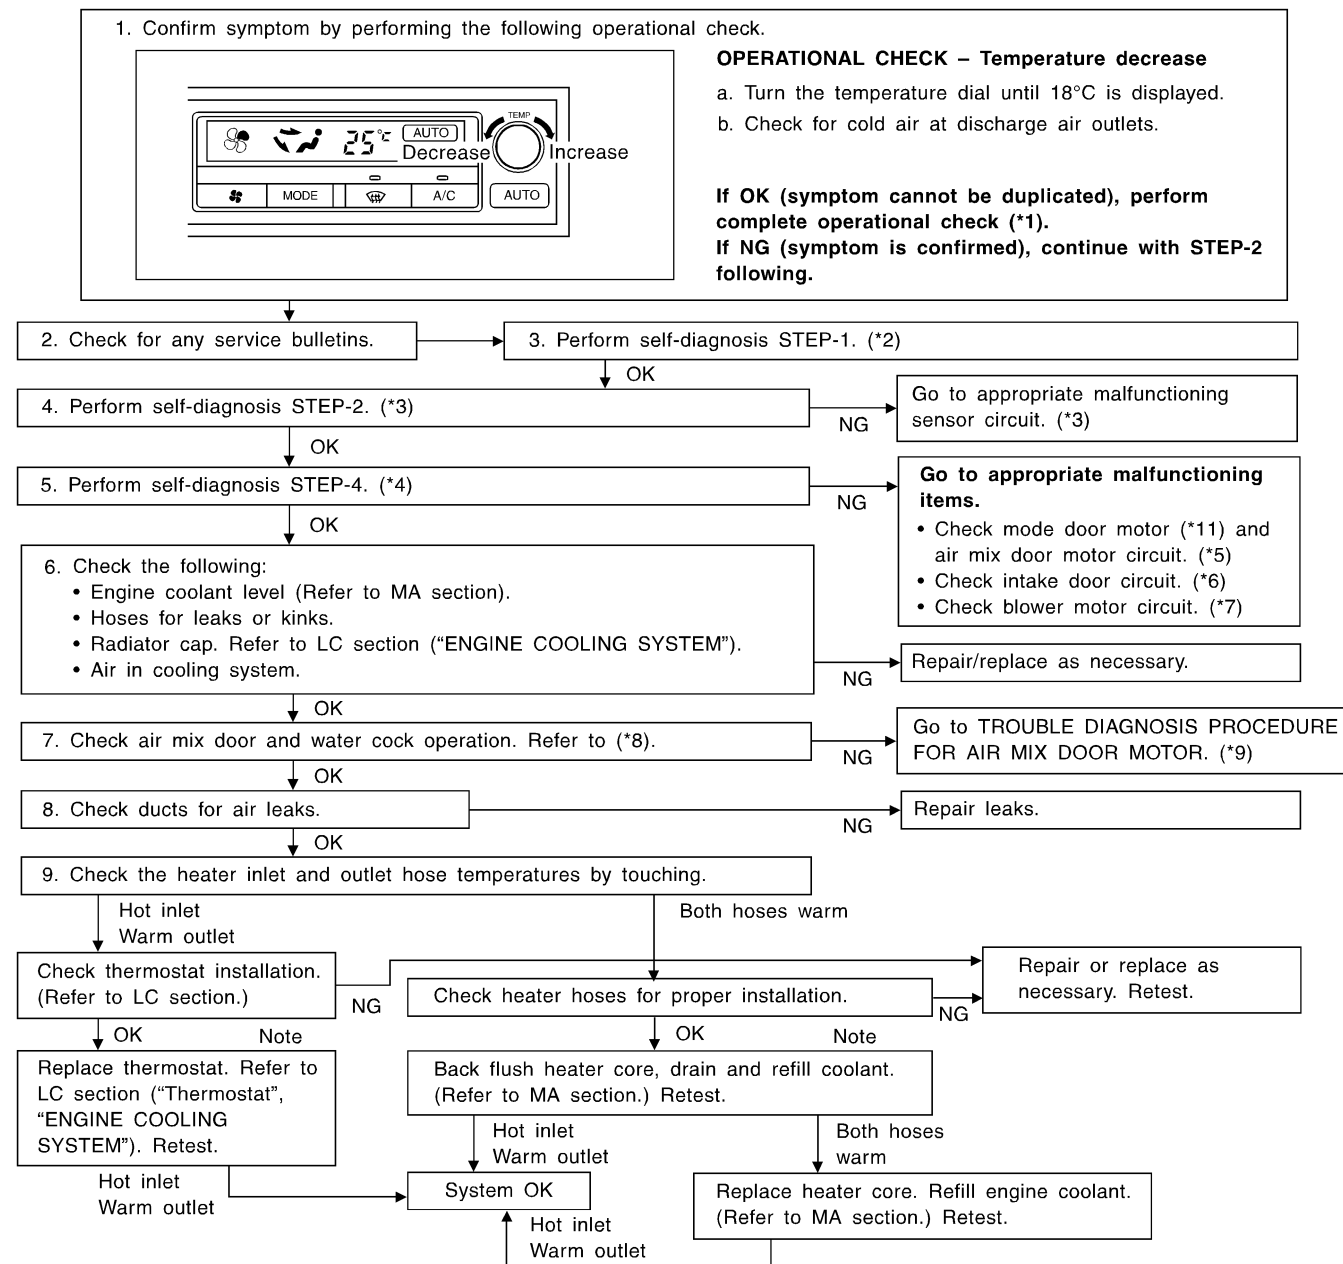 1. Confirm symptom by performing the following operational check.
OPERATIONAL CHECK – Temperature decrease
a. Turn the temperature dial until 18°C is displayed.
b. Check for cold air at discharge air outlets.
25°C
AUTO
TEMP
Decrease
Increase
MODE
A/C
AUTO
If OK (symptom cannot be duplicated), perform
complete operational check (*1).
If NG (symptom is confirmed), continue with STEP-2
following.
2. Check for any service bulletins.
3. Perform self-diagnosis STEP-1. (*2)
OK
4. Perform self-diagnosis STEP-2. (*3)
NG
Go to appropriate malfunctioning
sensor circuit. (*3)
OK
5. Perform self-diagnosis STEP-4. (*4)
NG
Go to appropriate malfunctioning
items.
• Check mode door motor (*11) and
air mix door motor circuit. (*5)
• Check intake door circuit. (*6)
• Check blower motor circuit. (*7)
OK
6. Check the following:
• Engine coolant level (Refer to MA section).
• Hoses for leaks or kinks.
• Radiator cap. Refer to LC section (“ENGINE COOLING SYSTEM”).
• Air in cooling system.
NG
Repair/replace as necessary.
OK
7. Check air mix door and water cock operation. Refer to (*8).
NG
Go to TROUBLE DIAGNOSIS PROCEDURE
FOR AIR MIX DOOR MOTOR. (*9)
OK
8. Check ducts for air leaks.
NG
Repair leaks.
OK
9. Check the heater inlet and outlet hose temperatures by touching.
Hot inlet
Warm outlet
Both hoses warm
Check thermostat installation.
(Refer to LC section.)
NG
Check heater hoses for proper installation.
NG
Repair or replace as
necessary. Retest.
OK
Note
OK
Note
Replace thermostat. Refer to
LC section (“Thermostat”,
“ENGINE COOLING
SYSTEM”). Retest.
Back flush heater core, drain and refill coolant.
(Refer to MA section.) Retest.
Hot inlet
Warm outlet
Both hoses
warm
Hot inlet
Warm outlet
System OK
Replace heater core. Refill engine coolant.
(Refer to MA section.) Retest.
Hot inlet
Warm outlet